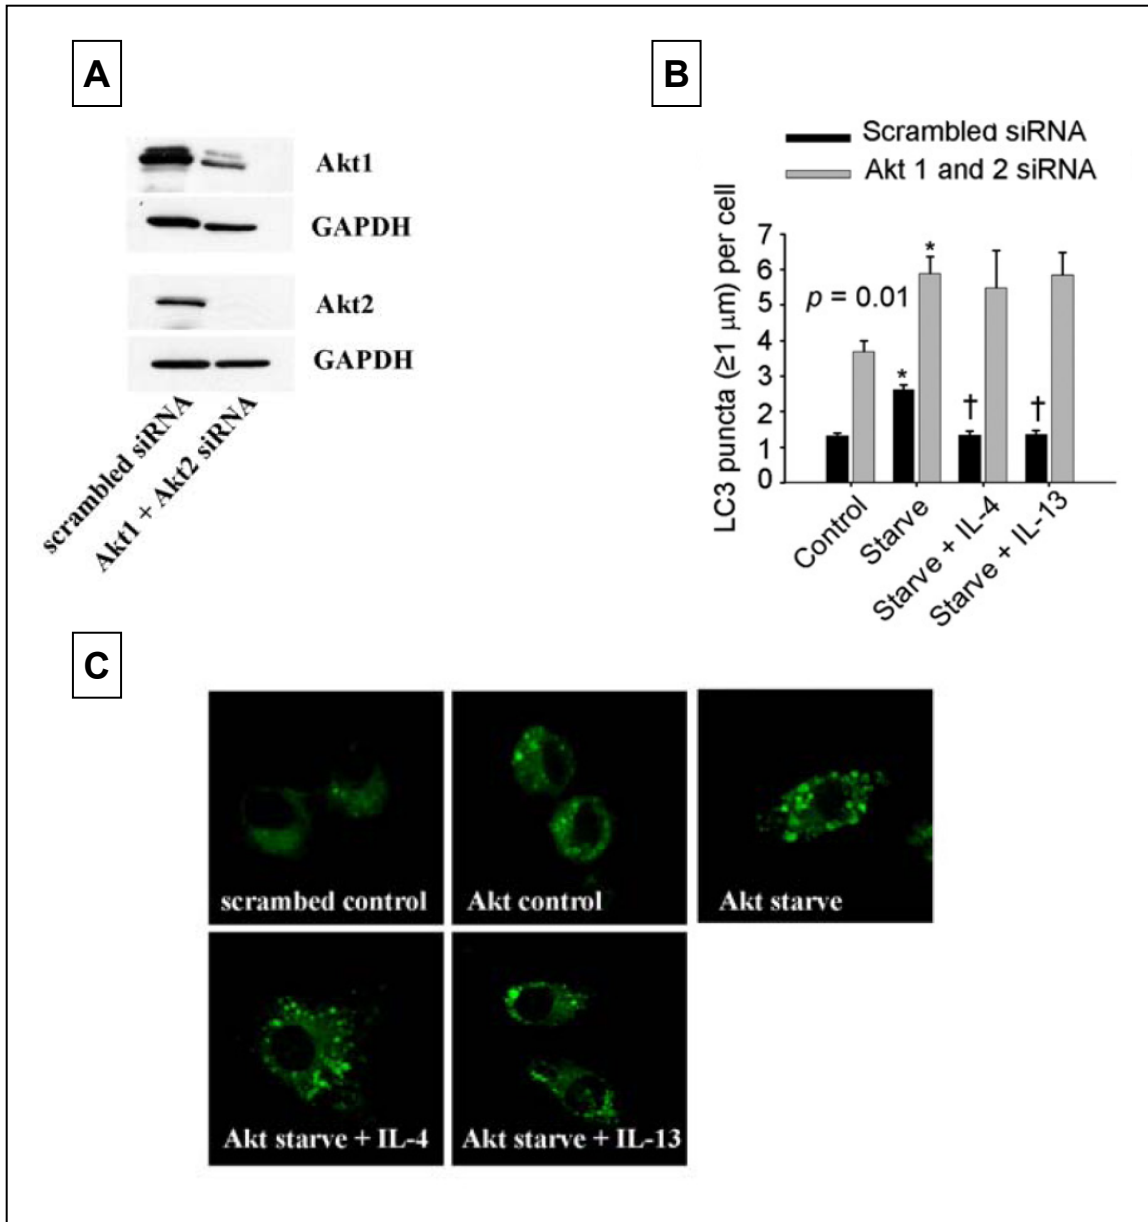 A
Akt1
GAPDH
Akt2
GAPDH
scrambled siRNA
Akt1 + Akt2 siRNA
B
Scrambled siRNA
Akt 1 and 2 siRNA
LC3 puncta (≥1 μm) per cell
7
6
5
4
3
2
1
0
p = 0.01
*
*
†
†
Control
Starve
Starve + IL-4
Starve + IL-13
C
scrambed control
Akt control
Akt starve
Akt starve + IL-4
Akt starve + IL-13